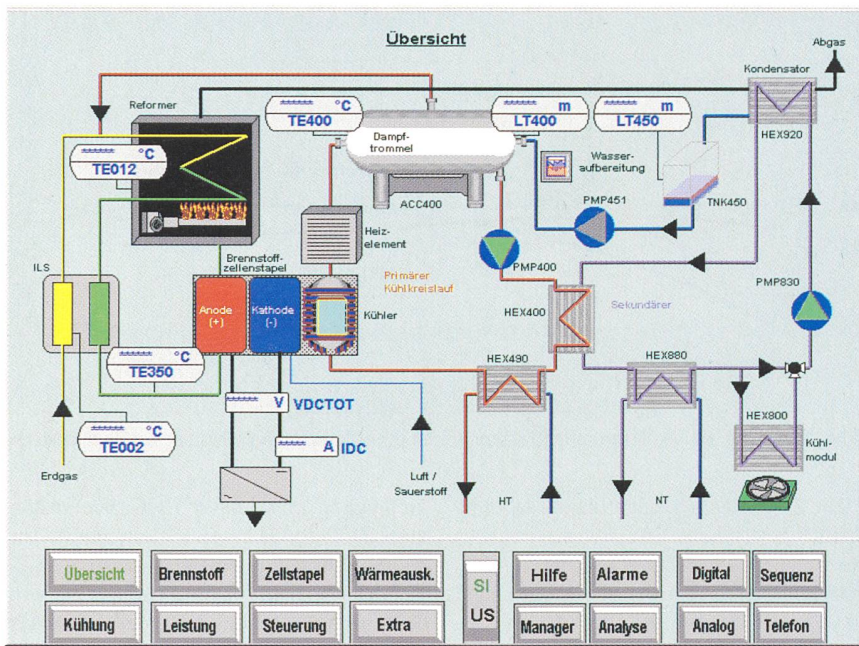 Übersicht
Abgas
Kondensator
Reformer
°C
TE400
m
LT400
m
LT450
HEX920
Dampf-
trommel
Wasser-
aufbereitung
°C
TE012
ACC400
PMP451
TNK450
Heiz-
element
Brennstoff-
zellenstapel
PMP400
ILS
Primärer
Kühlkreislauf
PMP830
Anode
(+)
Kathode
(-)
Kühler
HEX400
Sekundärer
°C
TE350
HEX490
HEX880
V VDCTOT
HEX800
°C
TE002
A IDC
Kühl-
modul
Erdgas
Luft /
Sauerstoff
HT
NT
Übersicht Brennstoff Zellstapel Wärmeausk. SI Hilfe Alarme Digital Sequenz
Kühlung Leistung Steuerung Extra US Manager Analyse Analog Telefon